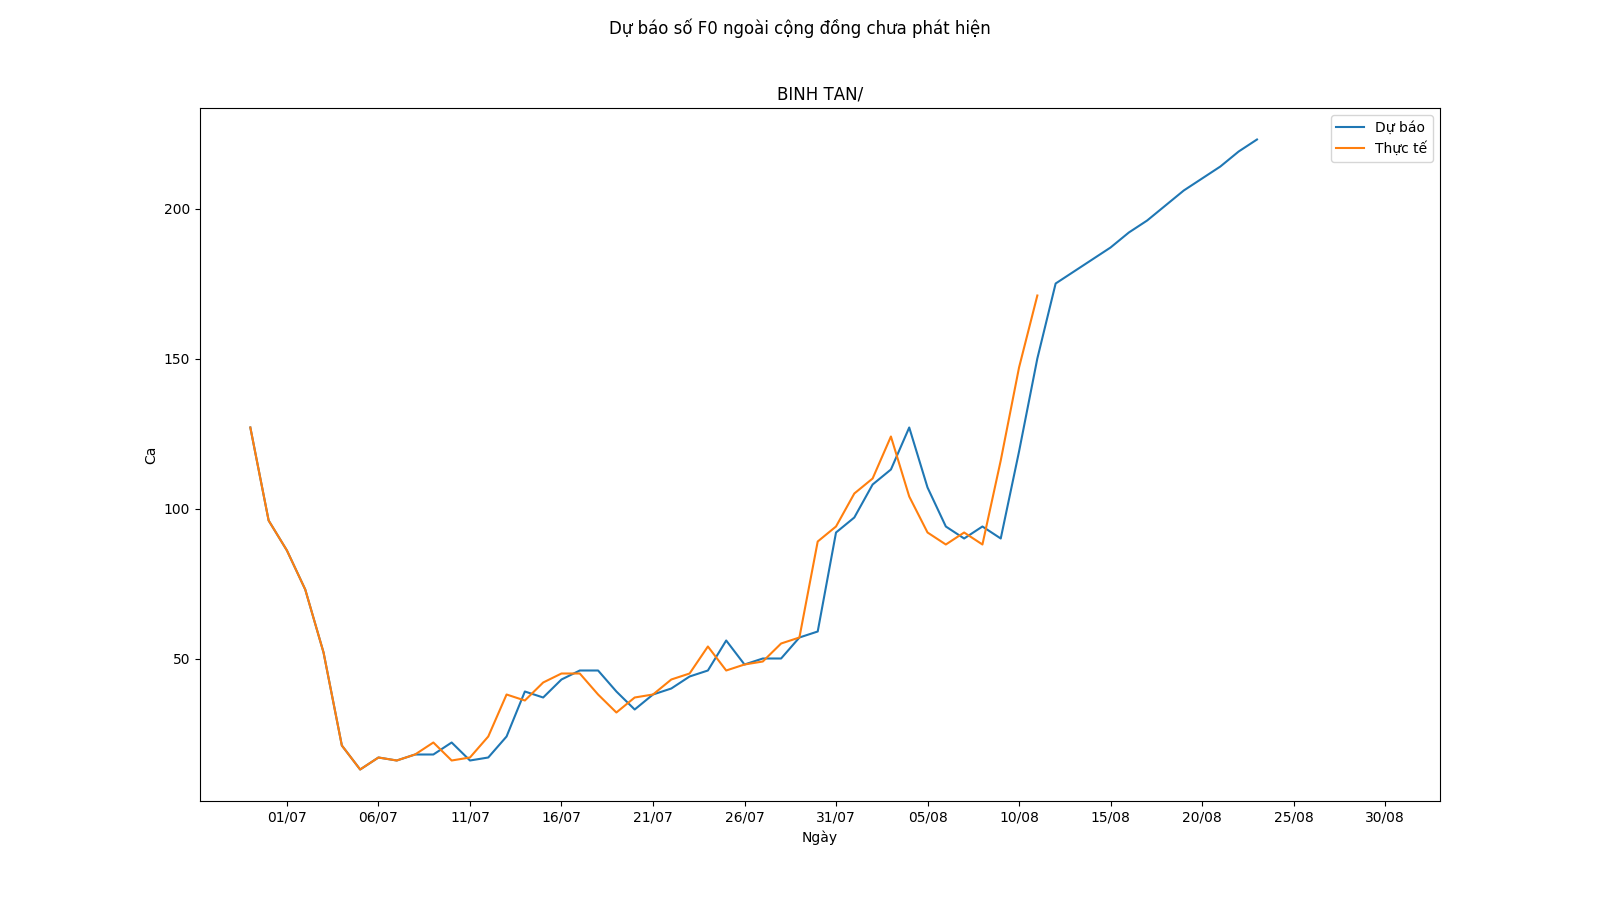 Dự báo số F0 ngoài cộng đồng chưa phát hiện
BINH TAN/
Dự báo
Thực tế
200
150
100
50
Ca
01/07 06/07 11/07 16/07 21/07 26/07 31/07 05/08 10/08 15/08 20/08 25/08 30/08
Ngày